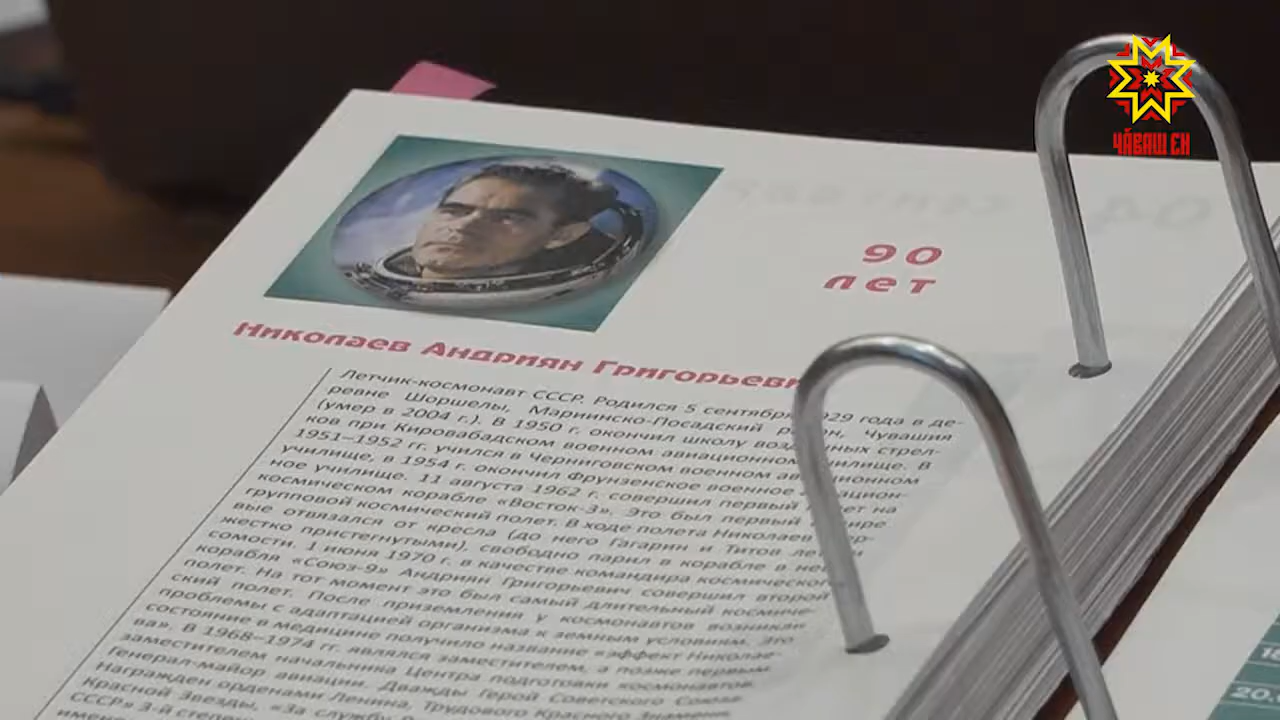 ЧӐВАШ ЕН
90
лет
Николаев Андриян Григорьеви
Летчик-космонавт СССР. Родился 5 сентября 1929 года в де-
ревне Шоршелы, Мариинско-Посадский район, Чувашия
(умер в 2004 г.). В 1950 г. окончил школу воздушных стрел-
ков при Кировабадском военном авиационном училище. В
1951–1952 гг. учился в Черниговском военном авиационном
училище, в 1954 г. окончил Фрунзенское военное авиацион-
ное училище. 11 августа 1962 г. совершил первый полет на
космическом корабле «Восток-3». Это был первый в мире
групповой космический полет. В ходе полета Николаев впер-
вые отвязался от кресла (до него Гагарин и Титов летали
жестко пристегнутыми), свободно парил в корабле в неве-
сомости. 1 июня 1970 г. в качестве командира космического
корабля «Союз-9» Андриян Григорьевич совершил второй
полет. На тот момент это был самый длительный космиче-
ский полет. После приземления у космонавтов возникли
проблемы с адаптацией организма к земным условиям. Это
состояние в медицине получило название «эффект Николае-
ва». В 1968–1974 гг. являлся заместителем, а позже первым
заместителем начальника Центра подготовки космонавтов.
Генерал-майор авиации. Дважды Герой Советского Союза.
Награжден орденами Ленина, Трудового Красного Знамени,
Красной Звезды, «За службу
СССР» 3-й степе
20.